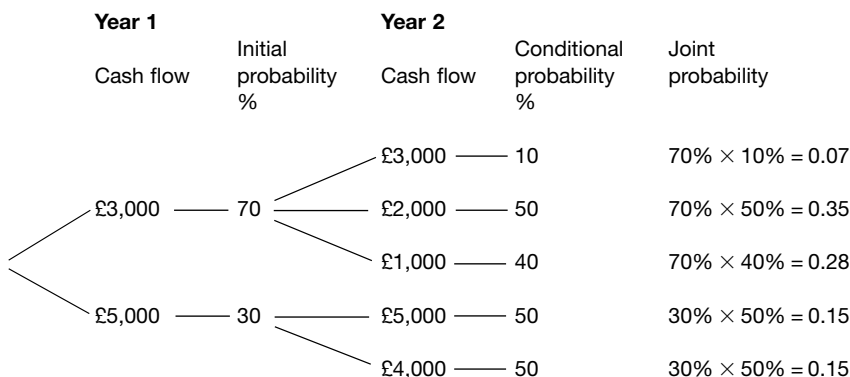 Year 1 Year 2
Initial Conditional Joint
Cash flow probability Cash flow probability probability
% %
£3,000 10 70% × 10% = 0.07
£3,000 70 £2,000 50 70% × 50% = 0.35
£1,000 40 70% × 40% = 0.28
£5,000 30 £5,000 50 30% × 50% = 0.15
£4,000 50 30% × 50% = 0.15